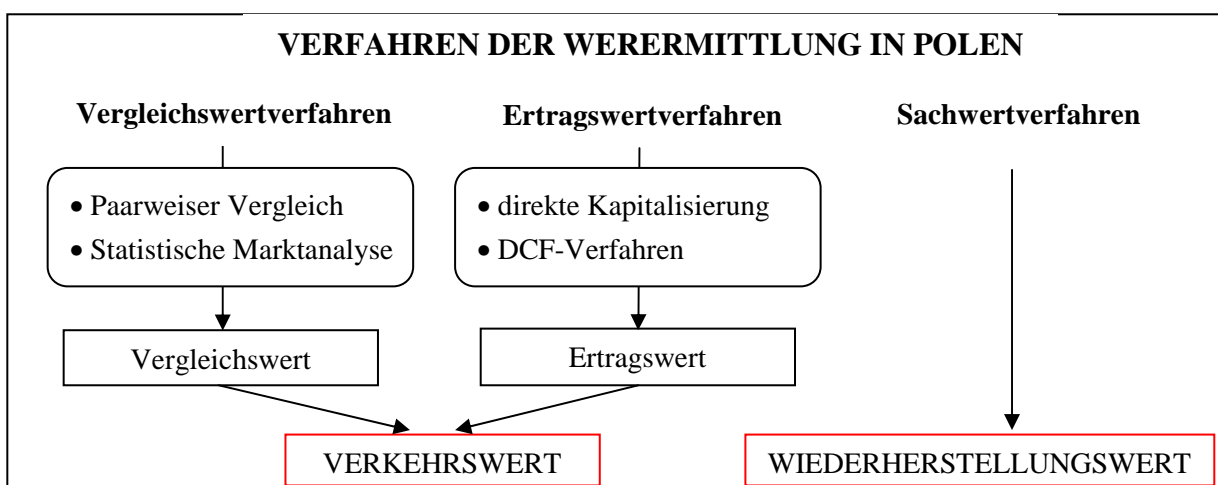 VERFAHREN DER WERERMITTLUNG IN POLEN
Vergleichswertverfahren
Ertragswertverfahren
Sachwertverfahren
• Paarweiser Vergleich
• Statistische Marktanalyse
• direkte Kapitalisierung
• DCF-Verfahren
Vergleichswert
Ertragswert
VERKEHRSWERT
WIEDERHERSTELLUNGSWERT